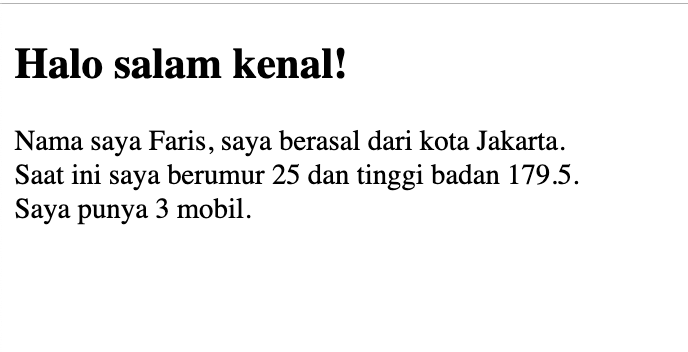 Halo salam kenal!
Nama saya Faris, saya berasal dari kota Jakarta.
Saat ini saya berumur 25 dan tinggi badan 179.5.
Saya punya 3 mobil.